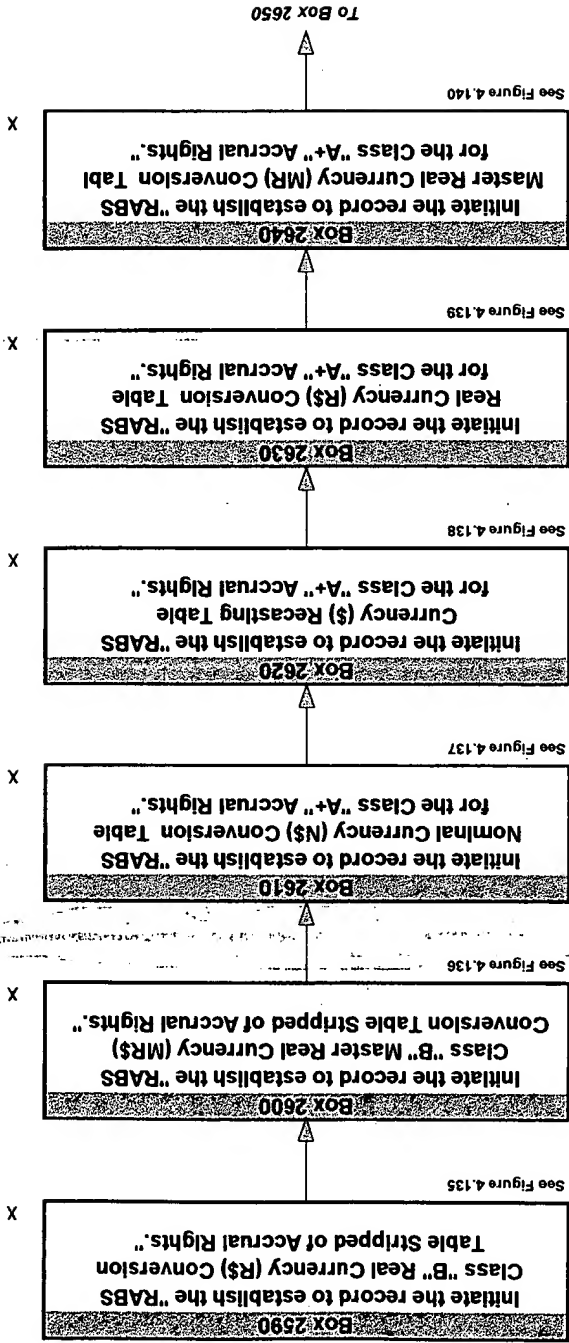 Box 2590
Initiate the record to establish the "RABS
Class "B" Real Currency (R$) Conversion
Table Stripped of Accrual Rights."
X
See Figure 4.135
Box 2600
Initiate the record to establish the "RABS
Class "B" Master Real Currency (MR$)
Conversion Table Stripped of Accrual Rights."
X
See Figure 4.136
Box 2610
Initiate the record to establish the "RABS
Nominal Currency (N$) Conversion Table
for the Class "A+" Accrual Rights."
X
See Figure 4.137
Box 2620
Initiate the record to establish the "RABS
Currency ($) Recasting Table
for the Class "A+" Accrual Rights."
X
See Figure 4.138
Box 2630
Initiate the record to establish the "RABS
Real Currency (R$) Conversion Table
for the Class "A+" Accrual Rights."
X
See Figure 4.139
Box 2640
Initiate the record to establish the "RABS
Master Real Currency (MR) Conversion Tabl
for the Class "A+" Accrual Rights."
X
See Figure 4.140
To Box 2650